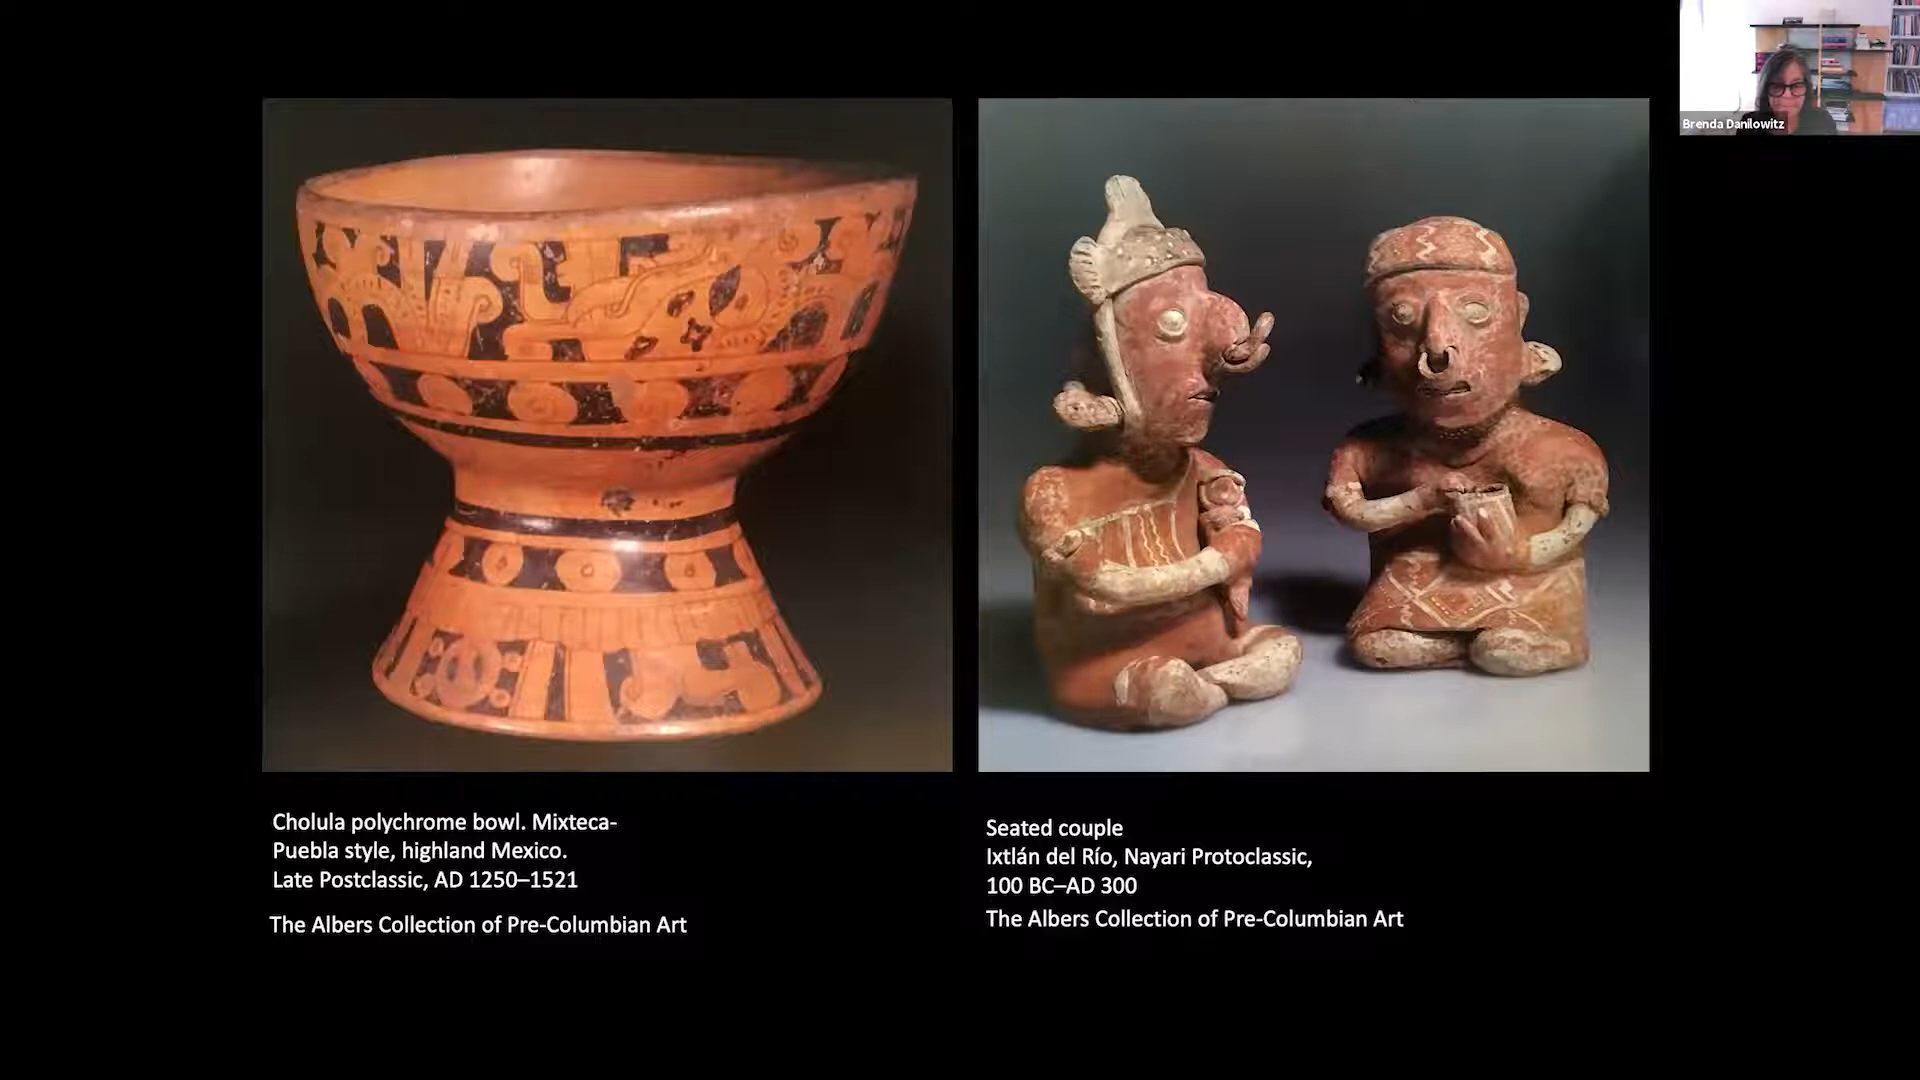 Brenda Danilowitz
Cholula polychrome bowl. Mixteca-
Puebla style, highland Mexico.
Late Postclassic, AD 1250–1521
The Albers Collection of Pre-Columbian Art
Seated couple
Ixtlán del Río, Nayari Protoclassic,
100 BC–AD 300
The Albers Collection of Pre-Columbian Art